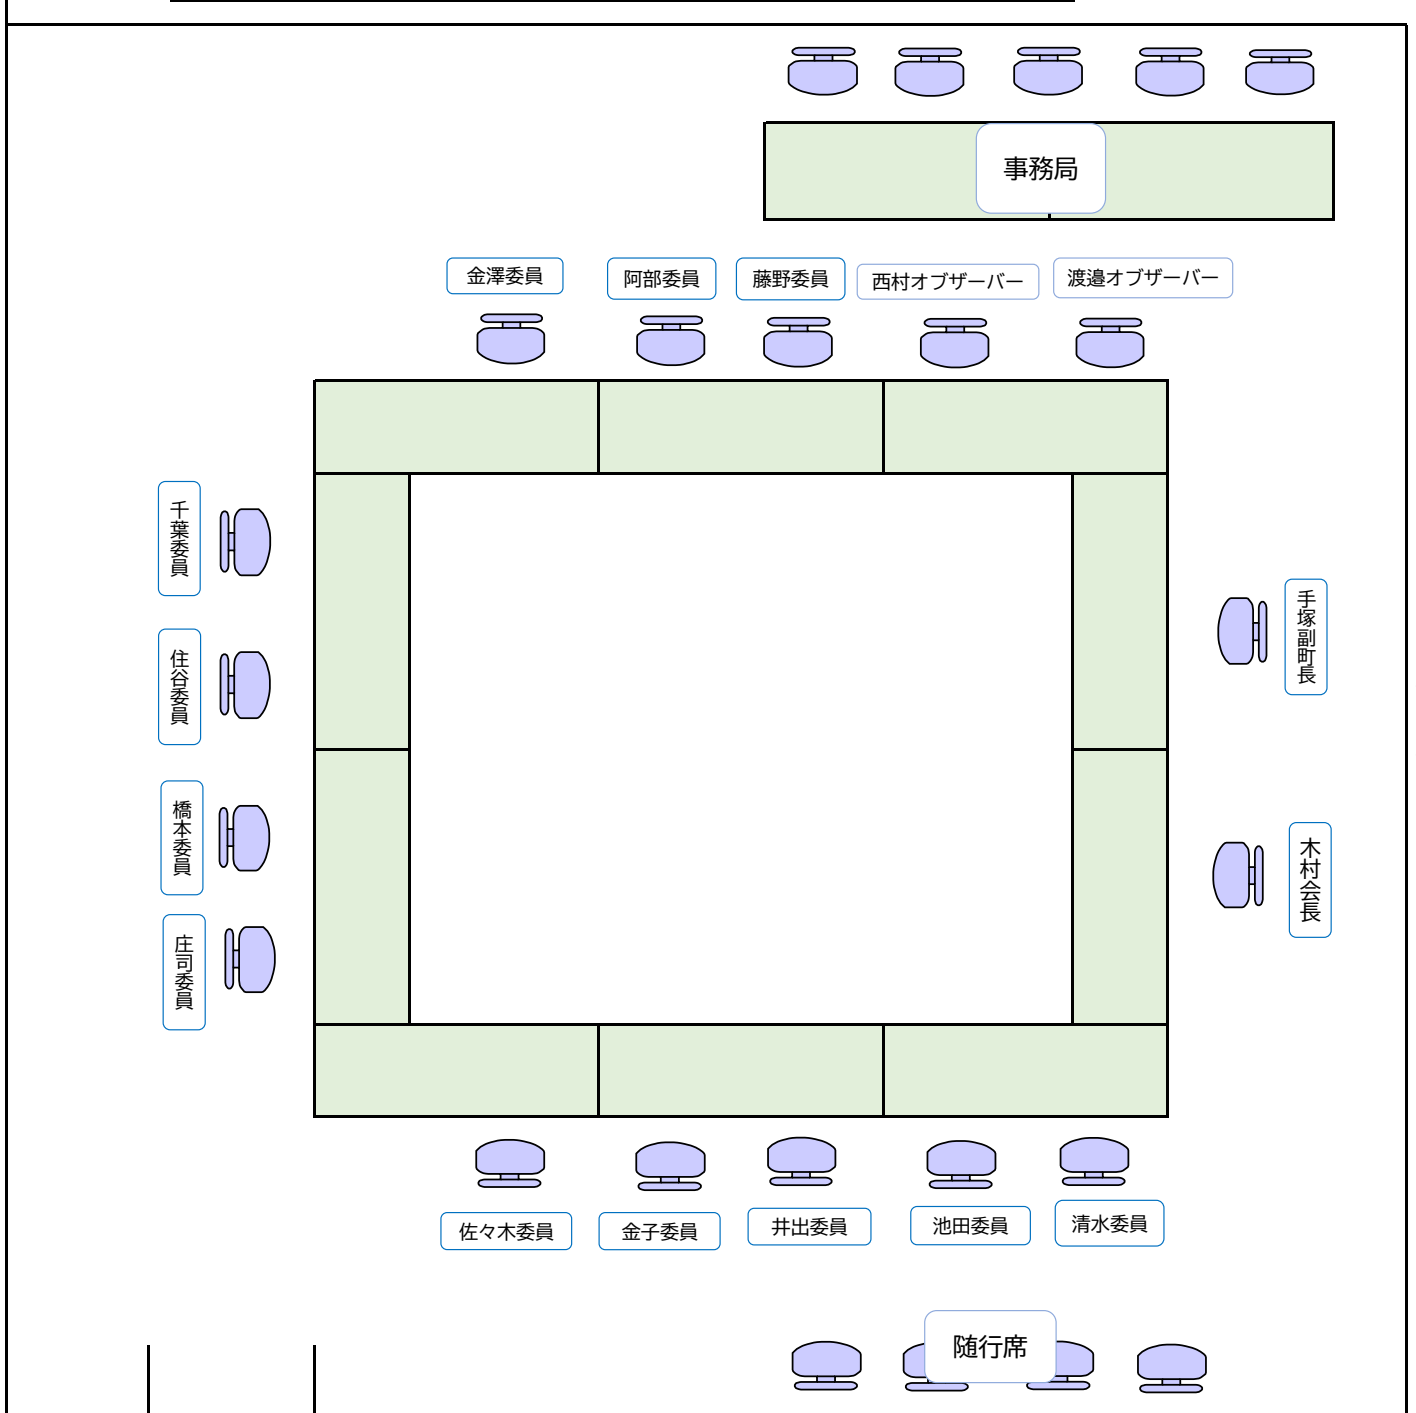 事務局
金澤委員
阿部委員
藤野委員
西村オブザーバー
渡邉オブザーバー
千葉委員
住谷委員
橋本委員
庄司委員
手塚副町長
木村会長
佐々木委員
金子委員
井出委員
池田委員
清水委員
随行席